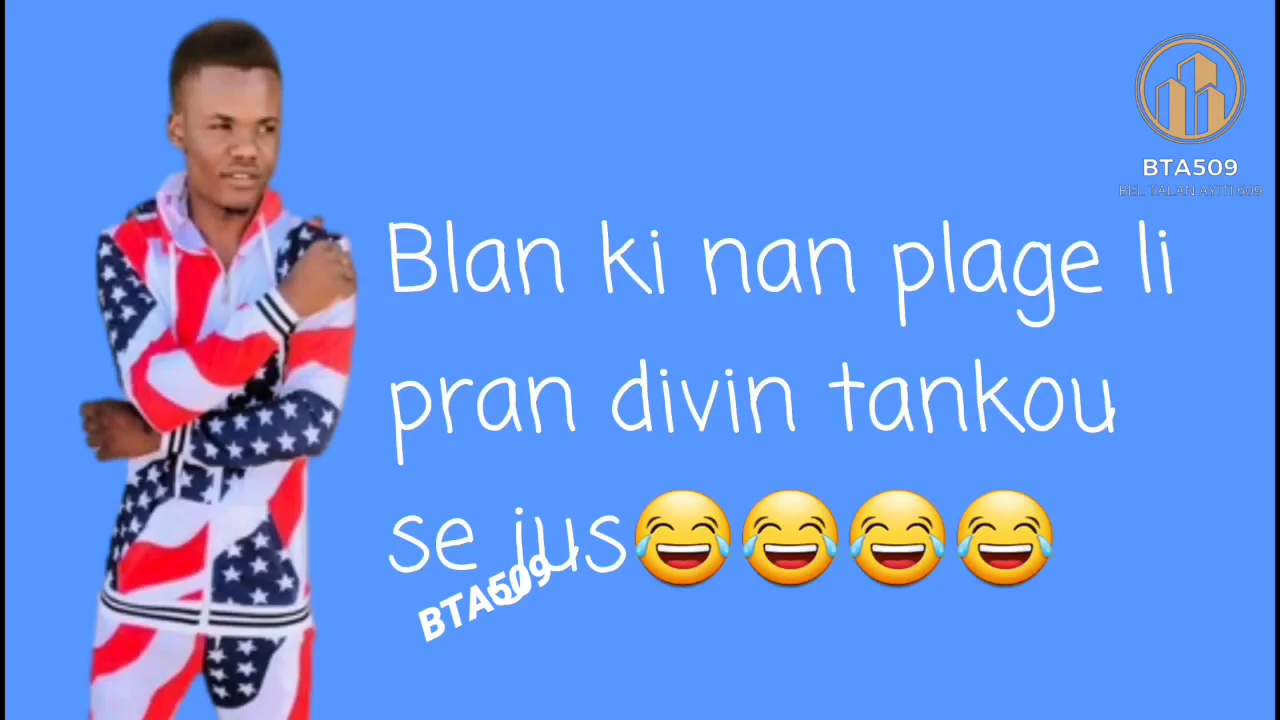 BTA509
BEL TALAN AYITI 509
Blan ki nan plage li
pran divin tankou
se jus😂😂😂😂
BTA509